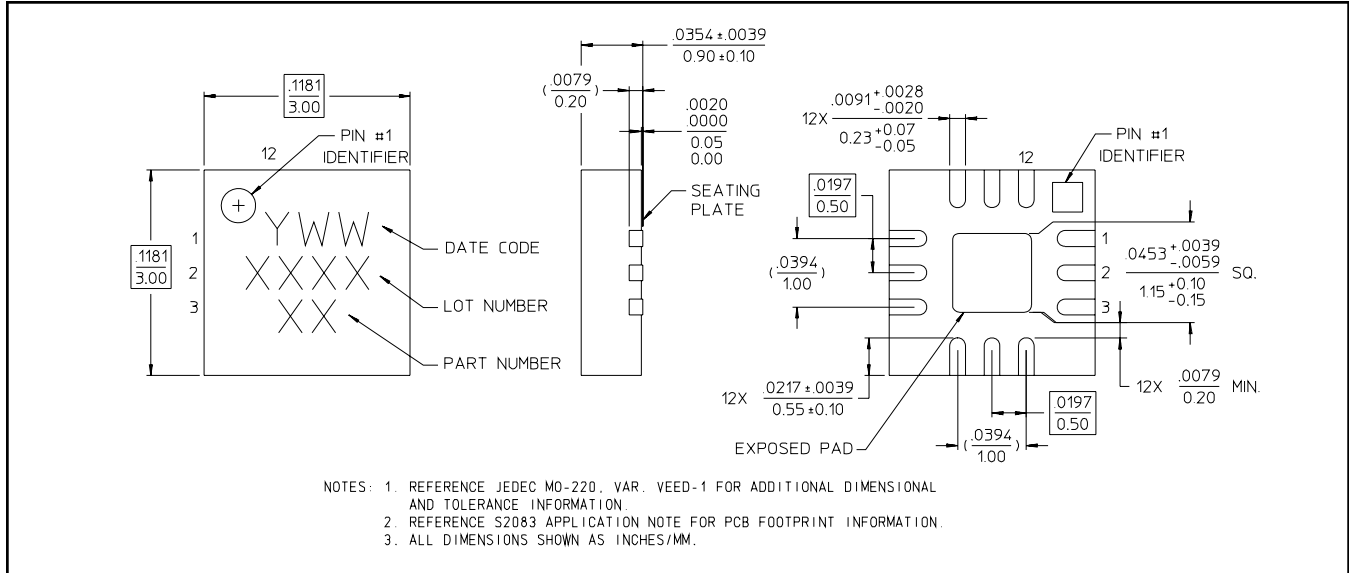 .1181
3.00
12
PIN #1
IDENTIFIER
.1181
3.00
1
2
3
Y W W
X X X X
X X
DATE CODE
LOT NUMBER
PART NUMBER
.0354 ±.0039
0.90 ±0.10
( .0079 )
0.20
.0020
.0000
0.05
0.00
SEATING
PLATE
12X .0091 +.0028 -.0020
0.23 +0.07 -0.05
12
PIN #1
IDENTIFIER
.0197
0.50
( .0394 )
1.00
1
2
3
.0453 +.0039 -.0059 SQ.
1.15 +0.10 -0.15
12X .0217 ±.0039
0.55 ±0.10
12X .0079 MIN.
0.20
.0197
0.50
( .0394 )
1.00
EXPOSED PAD
NOTES: 1. REFERENCE JEDEC MO-220, VAR. VEED-1 FOR ADDITIONAL DIMENSIONAL
AND TOLERANCE INFORMATION.
2. REFERENCE S2083 APPLICATION NOTE FOR PCB FOOTPRINT INFORMATION.
3. ALL DIMENSIONS SHOWN AS INCHES/MM.